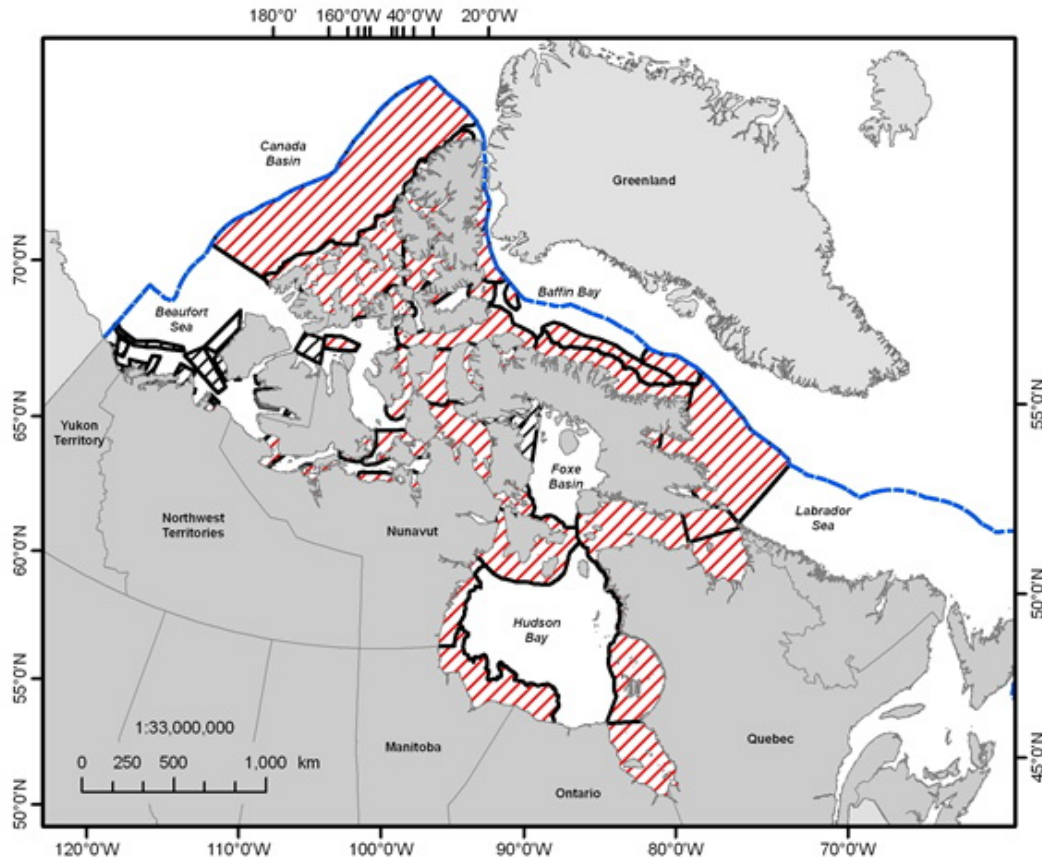 180°0'
160°0'W
40°0'W
20°0'W
Canada
Basin
Greenland
70°0'N
Baffin Bay
Beaufort
Sea
65°0'N
55°0'N
Yukon
Territory
Foxe
Basin
Labrador
Sea
Northwest
Territories
Nunavut
60°0'N
50°0'N
Hudson
Bay
55°0'N
1:33,000,000
Manitoba
Quebec
45°0'N
0 250 500 1,000 km
Ontario
50°0'N
120°0'W
110°0'W
100°0'W
90°0'W
80°0'W
70°0'W